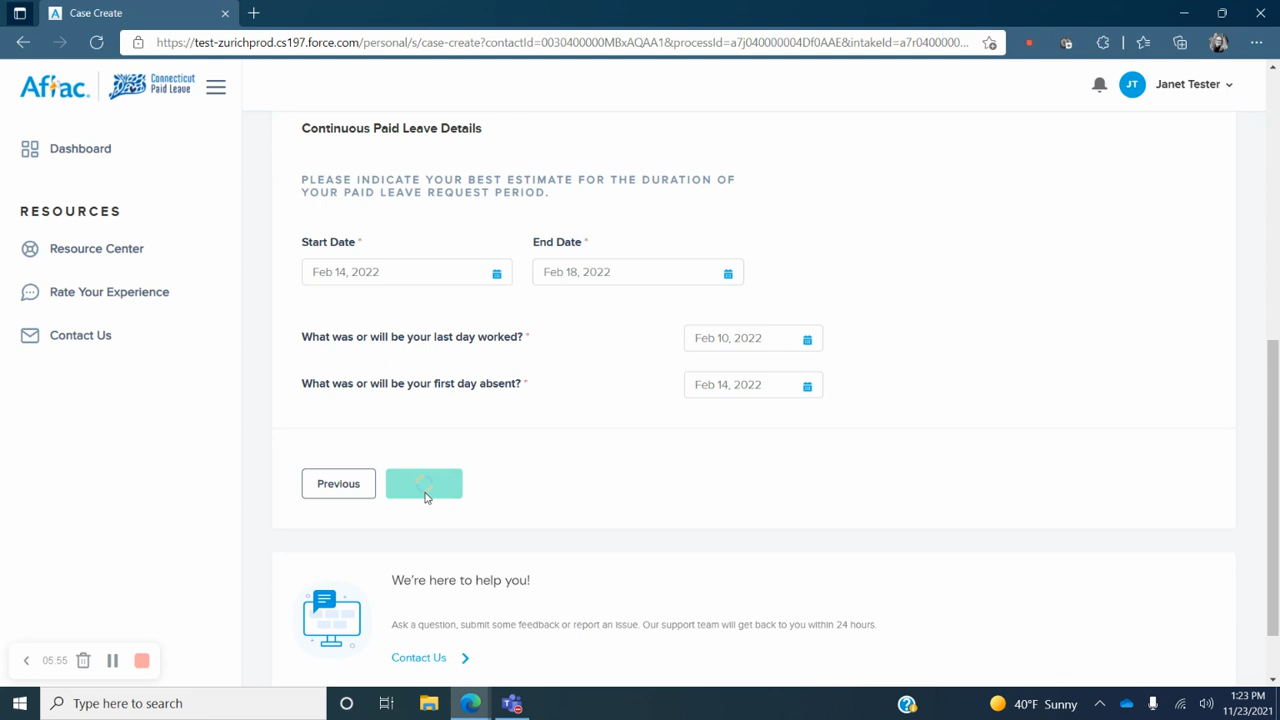 Case Create
https://test-zurichprod.cs197.force.com/personal/s/case-create?contactId=0030400000MBxAQAA1&processId=a7j040000004Df0AAE&intakeId=a7r0400000...
Aflac.
Connecticut
Paid Leave
JT
Janet Tester
Dashboard
RESOURCES
Resource Center
Rate Your Experience
Contact Us
Continuous Paid Leave Details
PLEASE INDICATE YOUR BEST ESTIMATE FOR THE DURATION OF
YOUR PAID LEAVE REQUEST PERIOD.
Start Date *
End Date *
Feb 14, 2022
Feb 18, 2022
What was or will be your last day worked? *
Feb 10, 2022
What was or will be your first day absent? *
Feb 14, 2022
Previous
We're here to help you!
Ask a question, submit some feedback or report an issue. Our support team will get back to you within 24 hours.
Contact Us
05:55
Type here to search
40°F Sunny
1:23 PM
11/23/2021